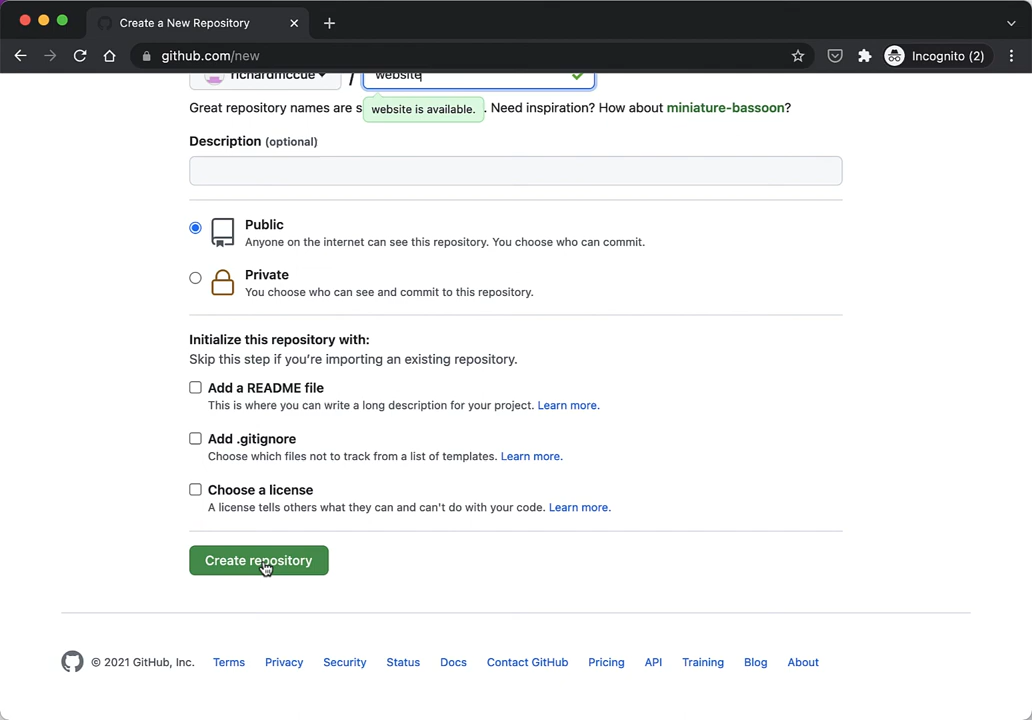 Create a New Repository
github.com/new
Incognito (2)
richardmccue / website
Great repository names are s
website is available.
. Need inspiration? How about miniature-bassoon?
Description (optional)
Public
Anyone on the internet can see this repository. You choose who can commit.
Private
You choose who can see and commit to this repository.
Initialize this repository with:
Skip this step if you're importing an existing repository.
Add a README file
This is where you can write a long description for your project. Learn more.
Add .gitignore
Choose which files not to track from a list of templates. Learn more.
Choose a license
A license tells others what they can and can't do with your code. Learn more.
Create repository
© 2021 GitHub, Inc. Terms Privacy Security Status Docs Contact GitHub Pricing API Training Blog About